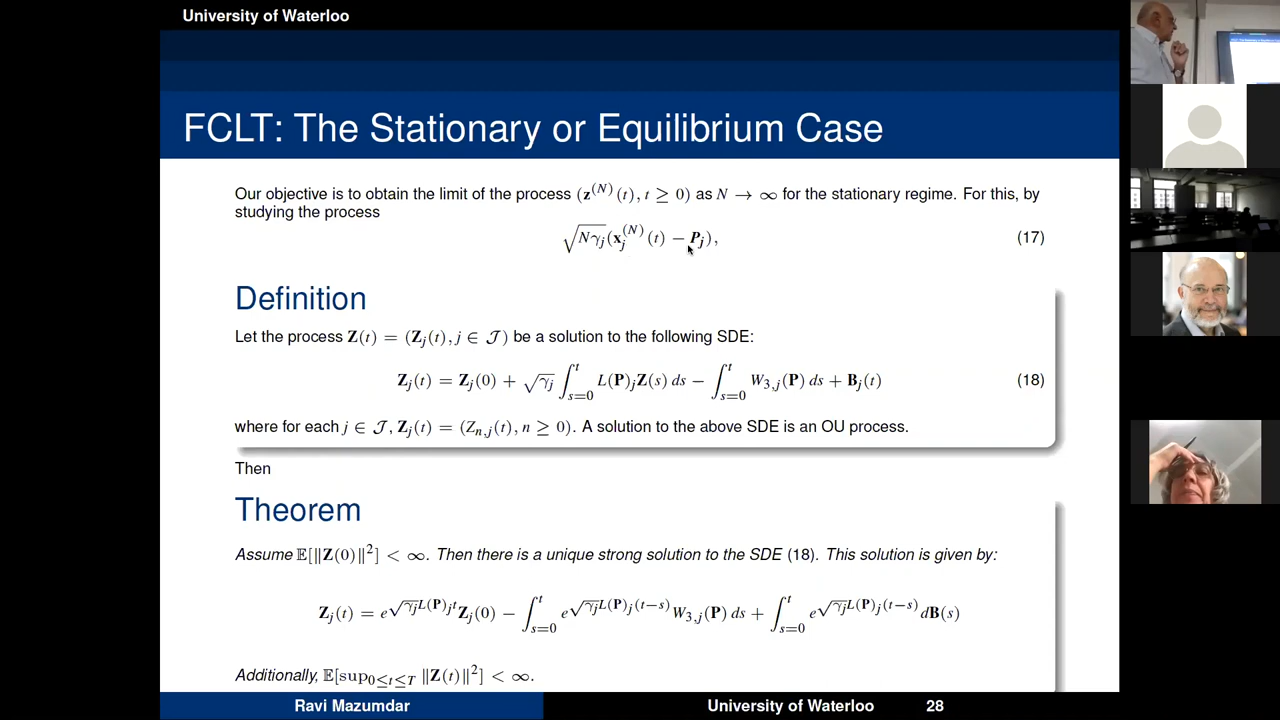 University of Waterloo
FCLT: The Stationary or Equilibrium Case
Our objective is to obtain the limit of the process (𝐳^(N)(t), t ≥ 0) as N → ∞ for the stationary regime. For this, by
studying the process
√(Nγ_j)(𝐱_j^(N)(t) − 𝑷_j), (17)
Definition
Let the process 𝐙(t) = (𝐙_j(t), j ∈ 𝒥) be a solution to the following SDE:
𝐙_j(t) = 𝐙_j(0) + √γ_j ∫_{s=0}^t L(𝐏)_j𝐙(s) ds − ∫_{s=0}^t W_{3,j}(𝐏) ds + 𝐁_j(t) (18)
where for each j ∈ 𝒥, 𝐙_j(t) = (Z_{n,j}(t), n ≥ 0). A solution to the above SDE is an OU process.
Then
Theorem
Assume 𝔼[‖𝐙(0)‖²] < ∞. Then there is a unique strong solution to the SDE (18). This solution is given by:
𝐙_j(t) = e^{√γ_j L(𝐏)_j t}𝐙_j(0) − ∫_{s=0}^t e^{√γ_j L(𝐏)_j(t−s)} W_{3,j}(𝐏) ds + ∫_{s=0}^t e^{√γ_j L(𝐏)_j(t−s)} d𝐁(s)
Additionally, 𝔼[sup_{0≤t≤T} ‖𝐙(t)‖²] < ∞.
Ravi Mazumdar University of Waterloo 28